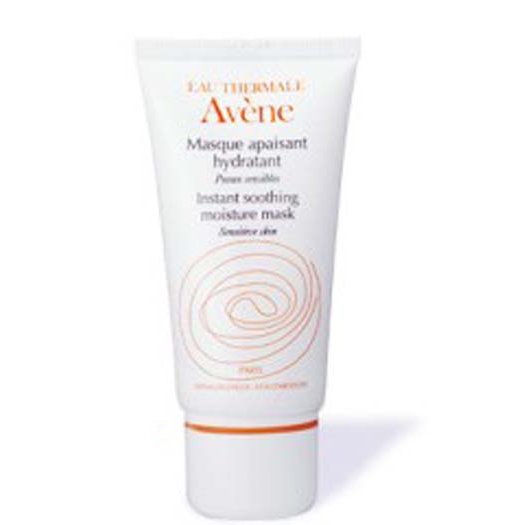 EAU THERMALE
Avène
Masque apaisant
hydratant
Peaux sensibles
Instant soothing
moisture mask
Sensitive skin
PARIS